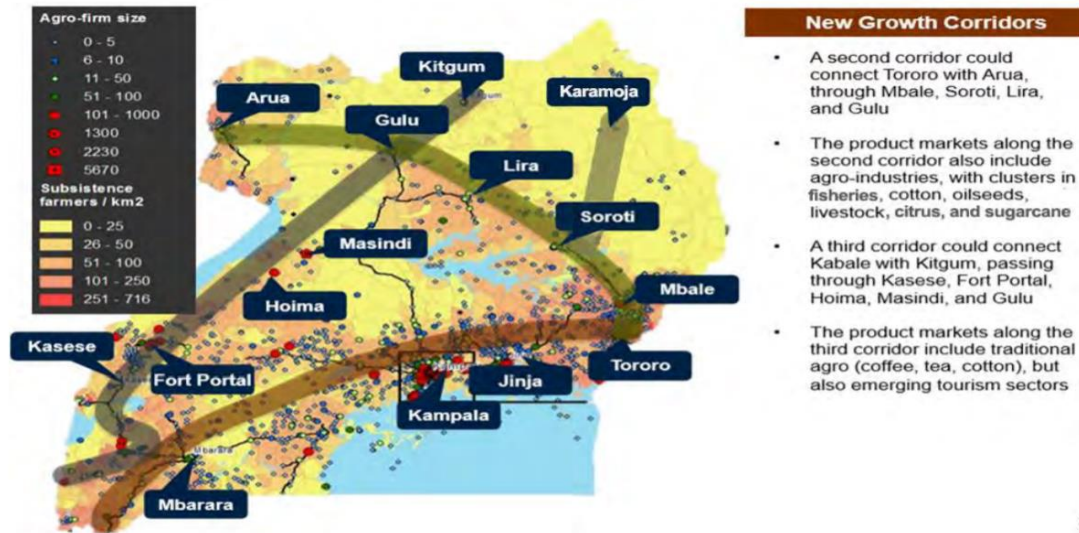 Agro-firm size
0 - 5
6 - 10
11 - 50
51 - 100
101 - 1000
1300
2230
5670
Subsistence
farmers / km2
0 - 25
26 - 50
51 - 100
101 - 250
251 - 716
Kitgum
Arua
Karamoja
Gulu
Lira
Soroti
Masindi
Mbale
Hoima
Kasese
Fort Portal
Jinja
Tororo
Kampala
Mbarara
Mbarara
New Growth Corridors
• A second corridor could
connect Tororo with Arua,
through Mbale, Soroti, Lira,
and Gulu
• The product markets along the
second corridor also include
agro-industries, with clusters in
fisheries, cotton, oilseeds,
livestock, citrus, and sugarcane
• A third corridor could connect
Kabale with Kitgum, passing
through Kasese, Fort Portal,
Hoima, Masindi, and Gulu
• The product markets along the
third corridor include traditional
agro (coffee, tea, cotton), but
also emerging tourism sectors